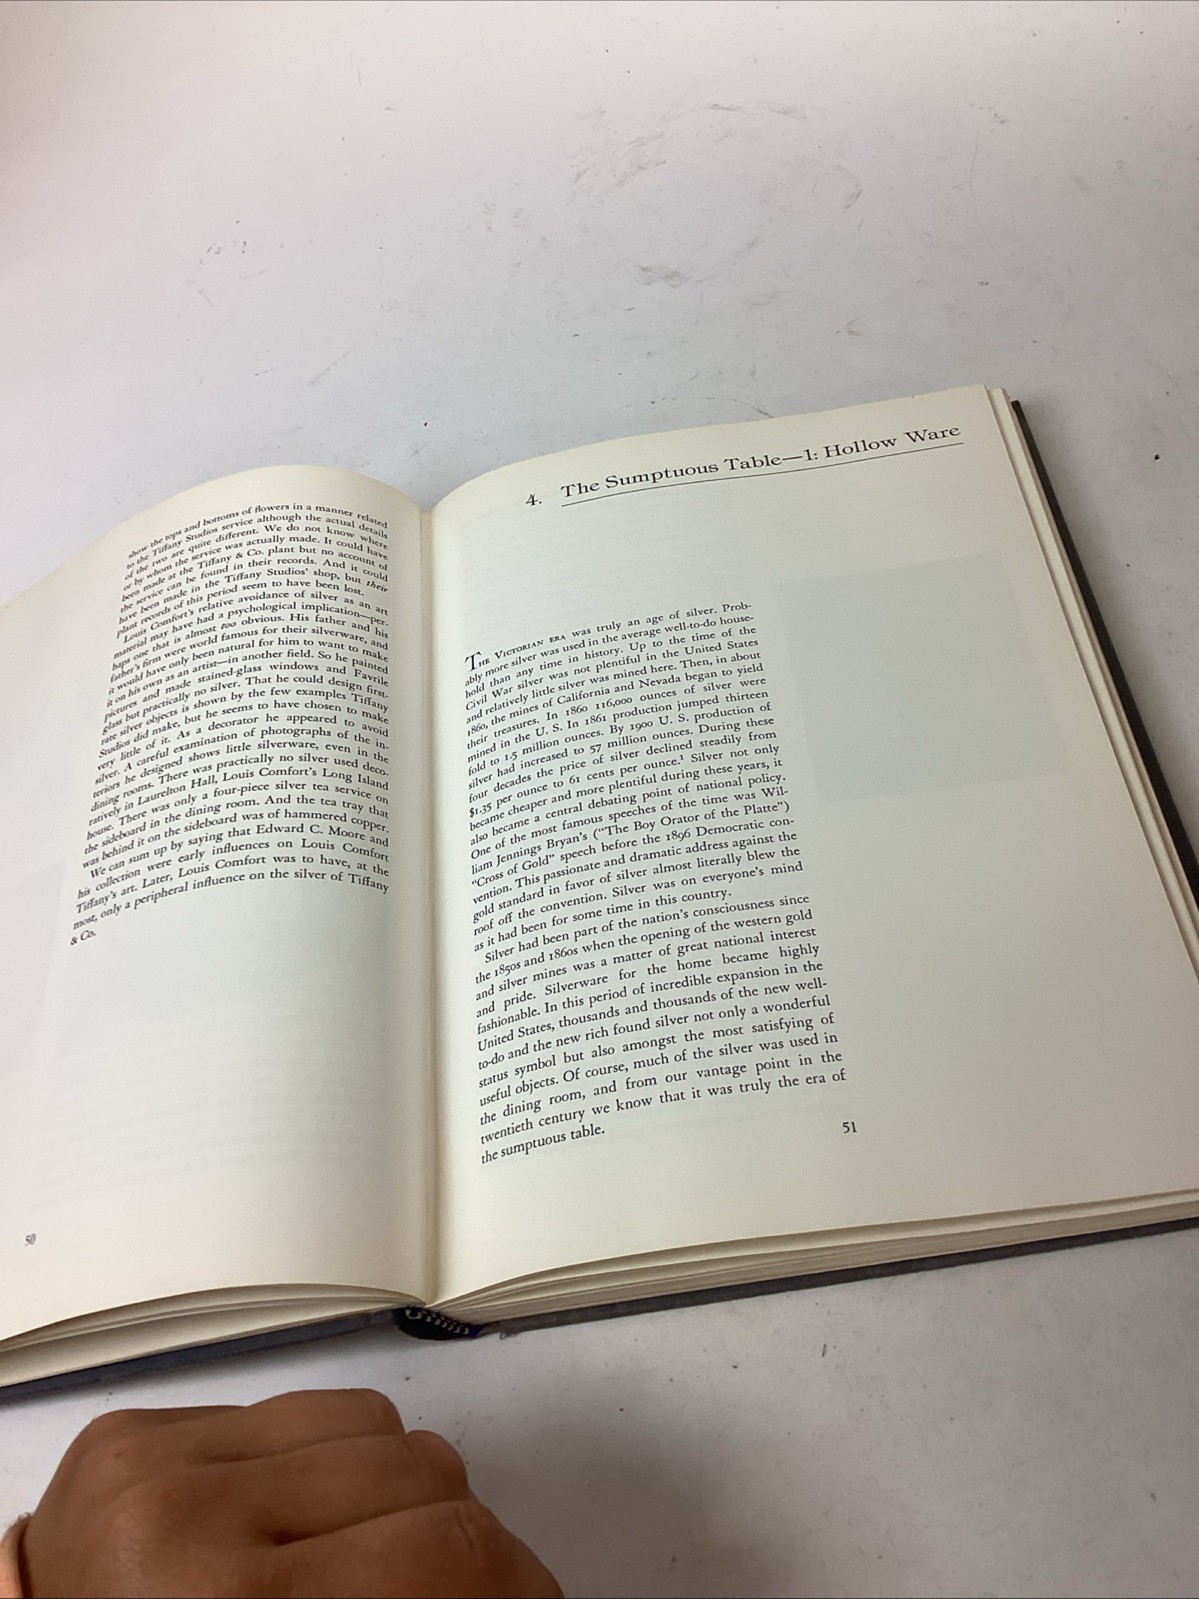 show the tops and bottoms of flowers in a manner related
to the Tiffany Studios service although the actual details
of the two are quite different. We do not know where
or by whom the service was actually made. It could have
been made at the Tiffany & Co. plant but no account of
the service can be found in their records. And it could
have been made in the Tiffany Studios' shop, but their
plant records of this period seem to have been lost.
Louis Comfort's relative avoidance of silver as an art
material may have had a psychological implication—per-
haps one that is almost too obvious. His father and his
father's firm were world famous for their silverware, and
it would have only been natural for him to want to make
it on his own as an artist—in another field. So he painted
pictures and made stained-glass windows and Favrile
glass but practically no silver. That he could design first-
rate silver objects is shown by the few examples Tiffany
Studios did make, but he seems to have chosen to make
very little of it. As a decorator he appeared to avoid
silver. A careful examination of photographs of the in-
teriors he designed shows little silverware, even in the
dining rooms. There was practically no silver used deco-
ratively in Laurelton Hall, Louis Comfort's Long Island
house. There was only a four-piece silver tea service on
the sideboard in the dining room. And the tea tray that
was behind it on the sideboard was of hammered copper.
We can sum up by saying that Edward C. Moore and
his collection were early influences on Louis Comfort
Tiffany's art. Later, Louis Comfort was to have, at the
most, only a peripheral influence on the silver of Tiffany
& Co.
50
4. The Sumptuous Table—1: Hollow Ware
The Victorian era was truly an age of silver. Prob-
ably more silver was used in the average well-to-do house-
hold than any time in history. Up to the time of the
Civil War silver was not plentiful in the United States
and relatively little silver was mined here. Then, in about
1860, the mines of California and Nevada began to yield
their treasures. In 1860 116,000 ounces of silver were
mined in the U. S. In 1861 production jumped thirteen
fold to 1.5 million ounces. By 1900 U. S. production of
silver had increased to 57 million ounces. During these
four decades the price of silver declined steadily from
$1.35 per ounce to 61 cents per ounce.¹ Silver not only
became cheaper and more plentiful during these years, it
also became a central debating point of national policy.
One of the most famous speeches of the time was Wil-
liam Jennings Bryan's ("The Boy Orator of the Platte")
"Cross of Gold" speech before the 1896 Democratic con-
vention. This passionate and dramatic address against the
gold standard in favor of silver almost literally blew the
roof off the convention. Silver was on everyone's mind
as it had been for some time in this country.
Silver had been part of the nation's consciousness since
the 1850s and 1860s when the opening of the western gold
and silver mines was a matter of great national interest
and pride. Silverware for the home became highly
fashionable. In this period of incredible expansion in the
United States, thousands and thousands of the new well-
to-do and the new rich found silver not only a wonderful
status symbol but also amongst the most satisfying of
useful objects. Of course, much of the silver was used in
the dining room, and from our vantage point in the
twentieth century we know that it was truly the era of
the sumptuous table.
51